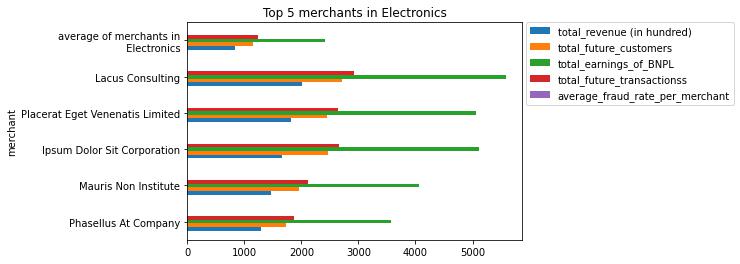 Top 5 merchants in Electronics
average of merchants in
Electronics
Lacus Consulting
Placerat Eget Venenatis Limited
Ipsum Dolor Sit Corporation
Mauris Non Institute
Phasellus At Company
merchant
0 1000 2000 3000 4000 5000
total_revenue (in hundred)
total_future_customers
total_earnings_of_BNPL
total_future_transactionss
average_fraud_rate_per_merchant